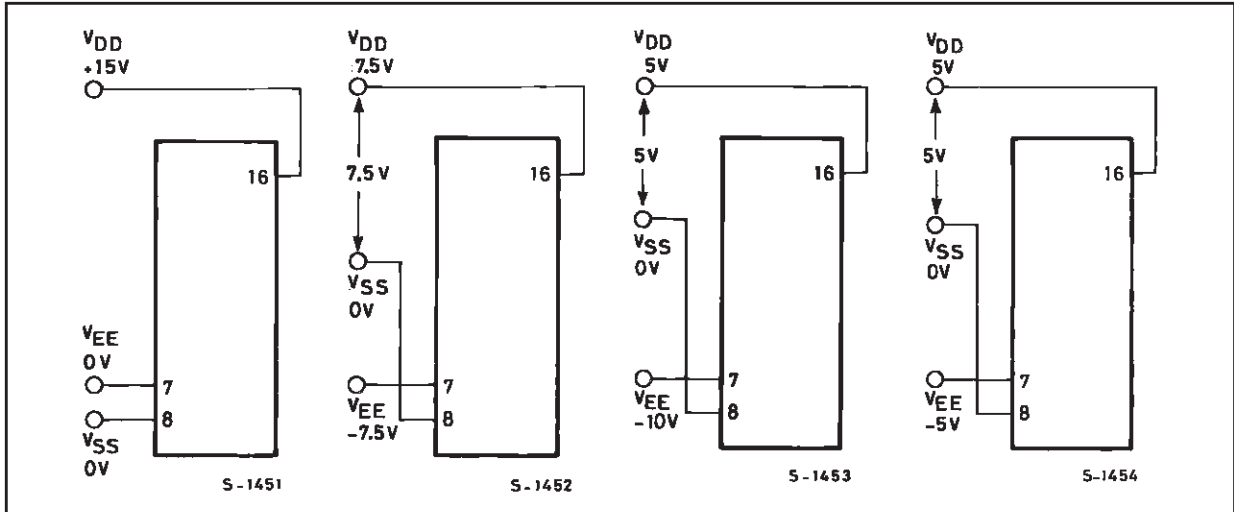 VDD
+15V
16
VEE
0V
7
8
VSS
0V
S-1451
VDD
7.5V
16
7.5V
VSS
0V
7
VEE
-7.5V
8
S-1452
VDD
5V
16
5V
VSS
0V
7
VEE
-10V
8
S-1453
VDD
5V
16
5V
VSS
0V
7
VEE
-5V
8
S-1454